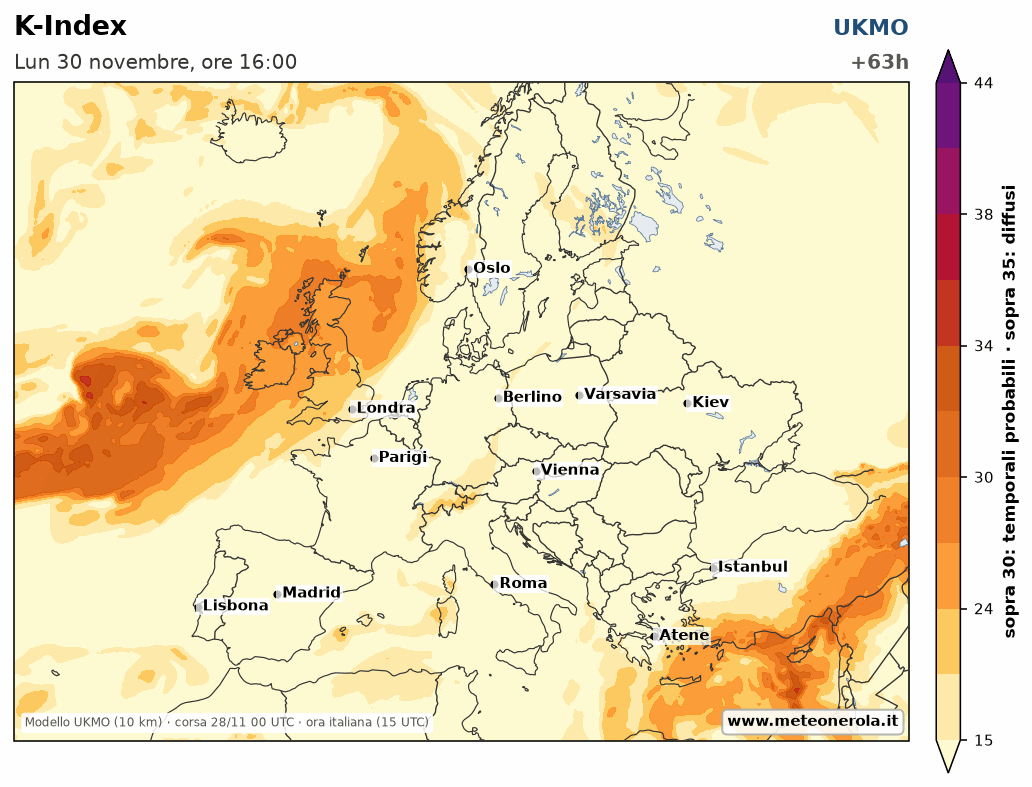 K-Index
UKMO
Lun 30 novembre, ore 16:00
+63h
44
38
34
30
24
15
sopra 30: temporali probabili · sopra 35: diffusi
Oslo
Berlino
Varsavia
Kiev
Londra
Parigi
Vienna
Istanbul
Roma
Madrid
Lisbona
Atene
Modello UKMO (10 km) · corsa 28/11 00 UTC · ora italiana (15 UTC)
www.meteonerola.it